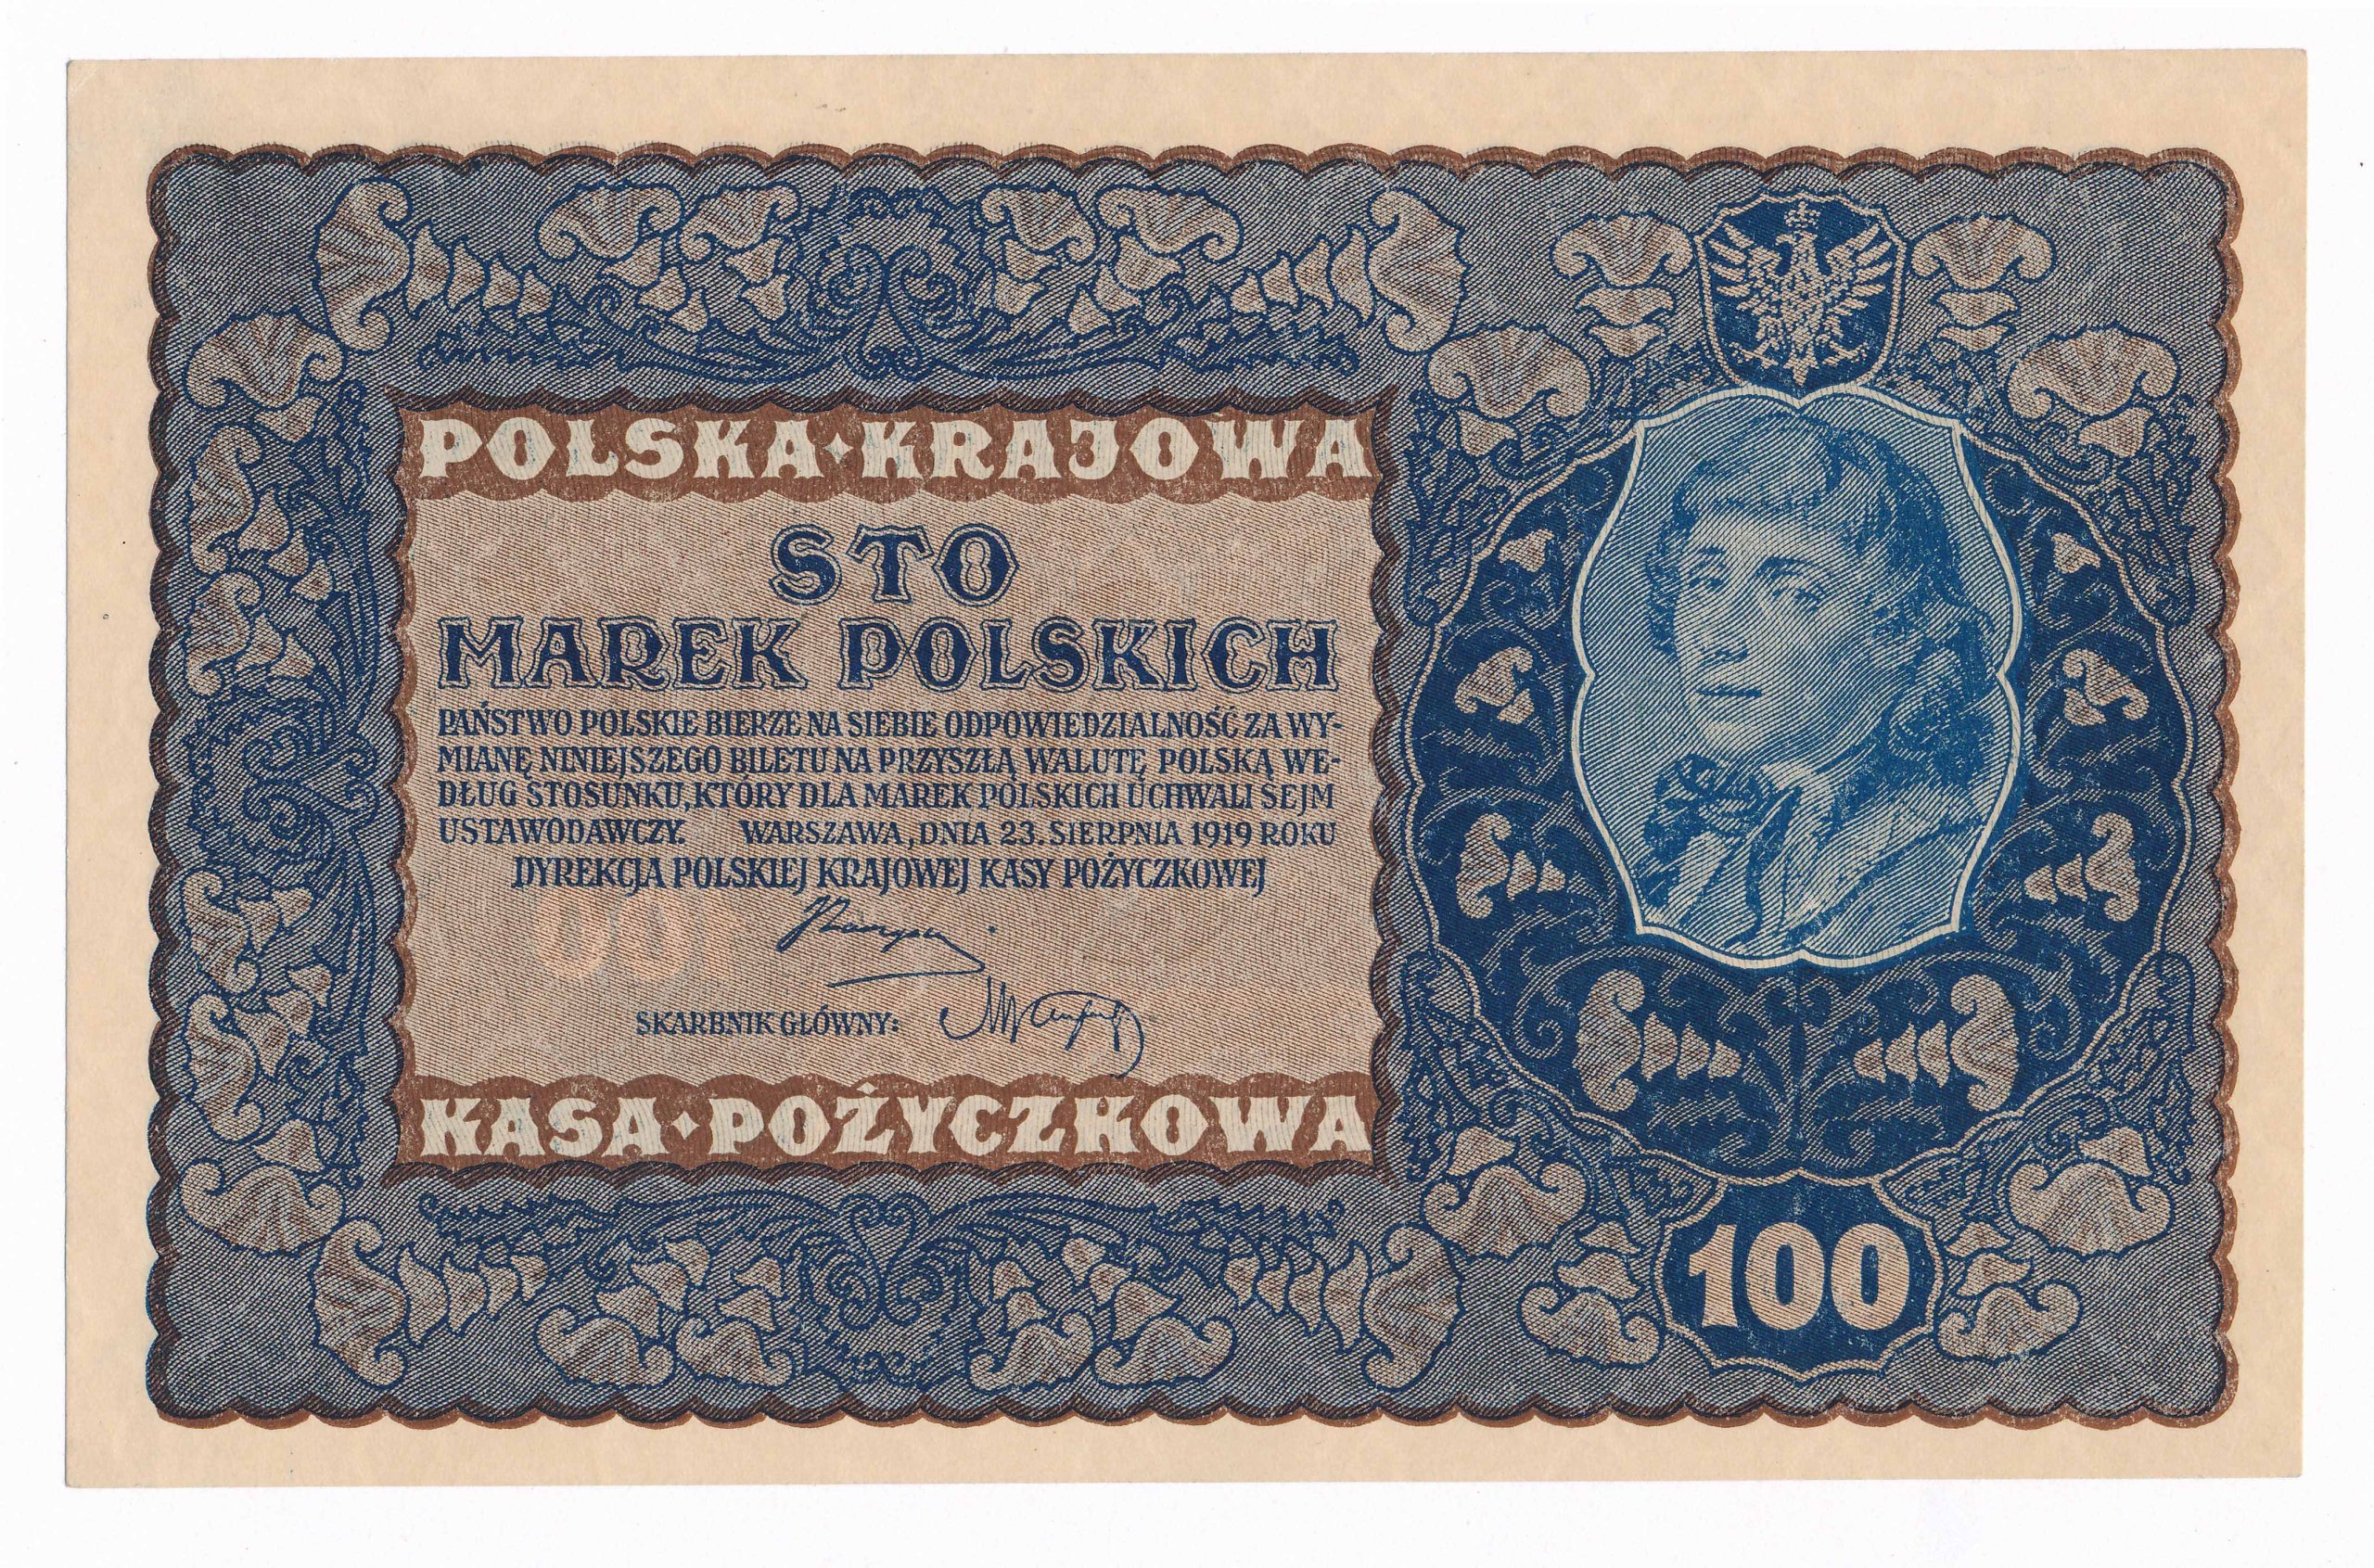 POLSKA·KRAJOWA
STO
MAREK POLSKICH
PAŃSTWO POLSKIE BIERZE NA SIEBIE ODPOWIEDZIALNOŚĆ ZA WY-
MIANĘ NINIEJSZEGO BILETU NA PRZYSZŁĄ WALUTĘ POLSKĄ WE-
DŁUG STOSUNKU, KTÓRY DLA MAREK POLSKICH UCHWALI SEJM
USTAWODAWCZY. WARSZAWA, DNIA 23. SIERPNIA 1919 ROKU
DYREKCJA POLSKIEJ KRAJOWEJ KASY POŻYCZKOWEJ
SKARBNIK GŁÓWNY:
KASA·POŻYCZKOWA
100